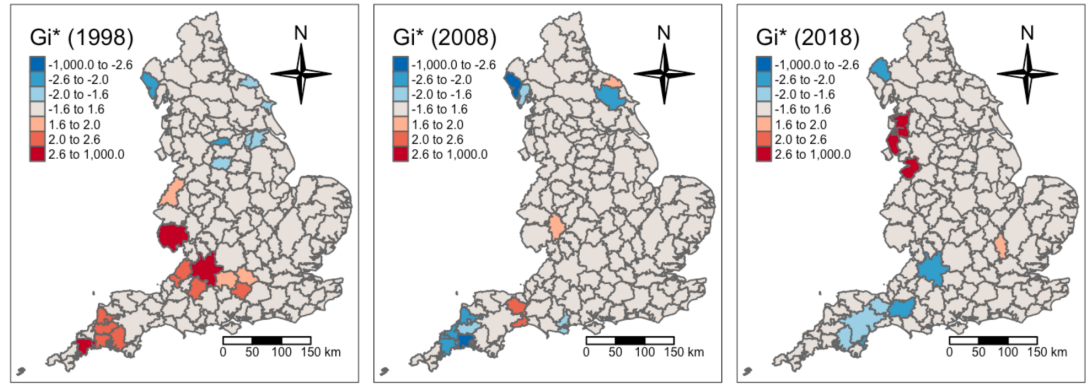 Gi* (1998)
N
-1,000.0 to -2.6
-2.6 to -2.0
-2.0 to -1.6
-1.6 to 1.6
1.6 to 2.0
2.0 to 2.6
2.6 to 1,000.0
0 50 100 150 km
Gi* (2008)
N
-1,000.0 to -2.6
-2.6 to -2.0
-2.0 to -1.6
-1.6 to 1.6
1.6 to 2.0
2.0 to 2.6
2.6 to 1,000.0
0 50 100 150 km
Gi* (2018)
N
-1,000.0 to -2.6
-2.6 to -2.0
-2.0 to -1.6
-1.6 to 1.6
1.6 to 2.0
2.0 to 2.6
2.6 to 1,000.0
0 50 100 150 km